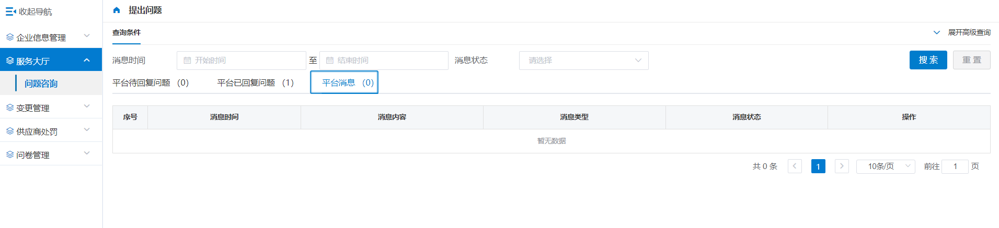 收起导航
企业信息管理
服务大厅
问题咨询
变更管理
供应商处罚
问卷管理
提出问题
查询条件 展开高级查询
消息时间 开始时间 至 结束时间 消息状态 请选择 搜索 重置
平台待回复问题 (0) 平台已回复问题 (1) 平台消息 (0)
序号 消息时间 消息内容 消息类型 消息状态 操作
暂无数据
共 0 条 1 10条/页 前往 1 页